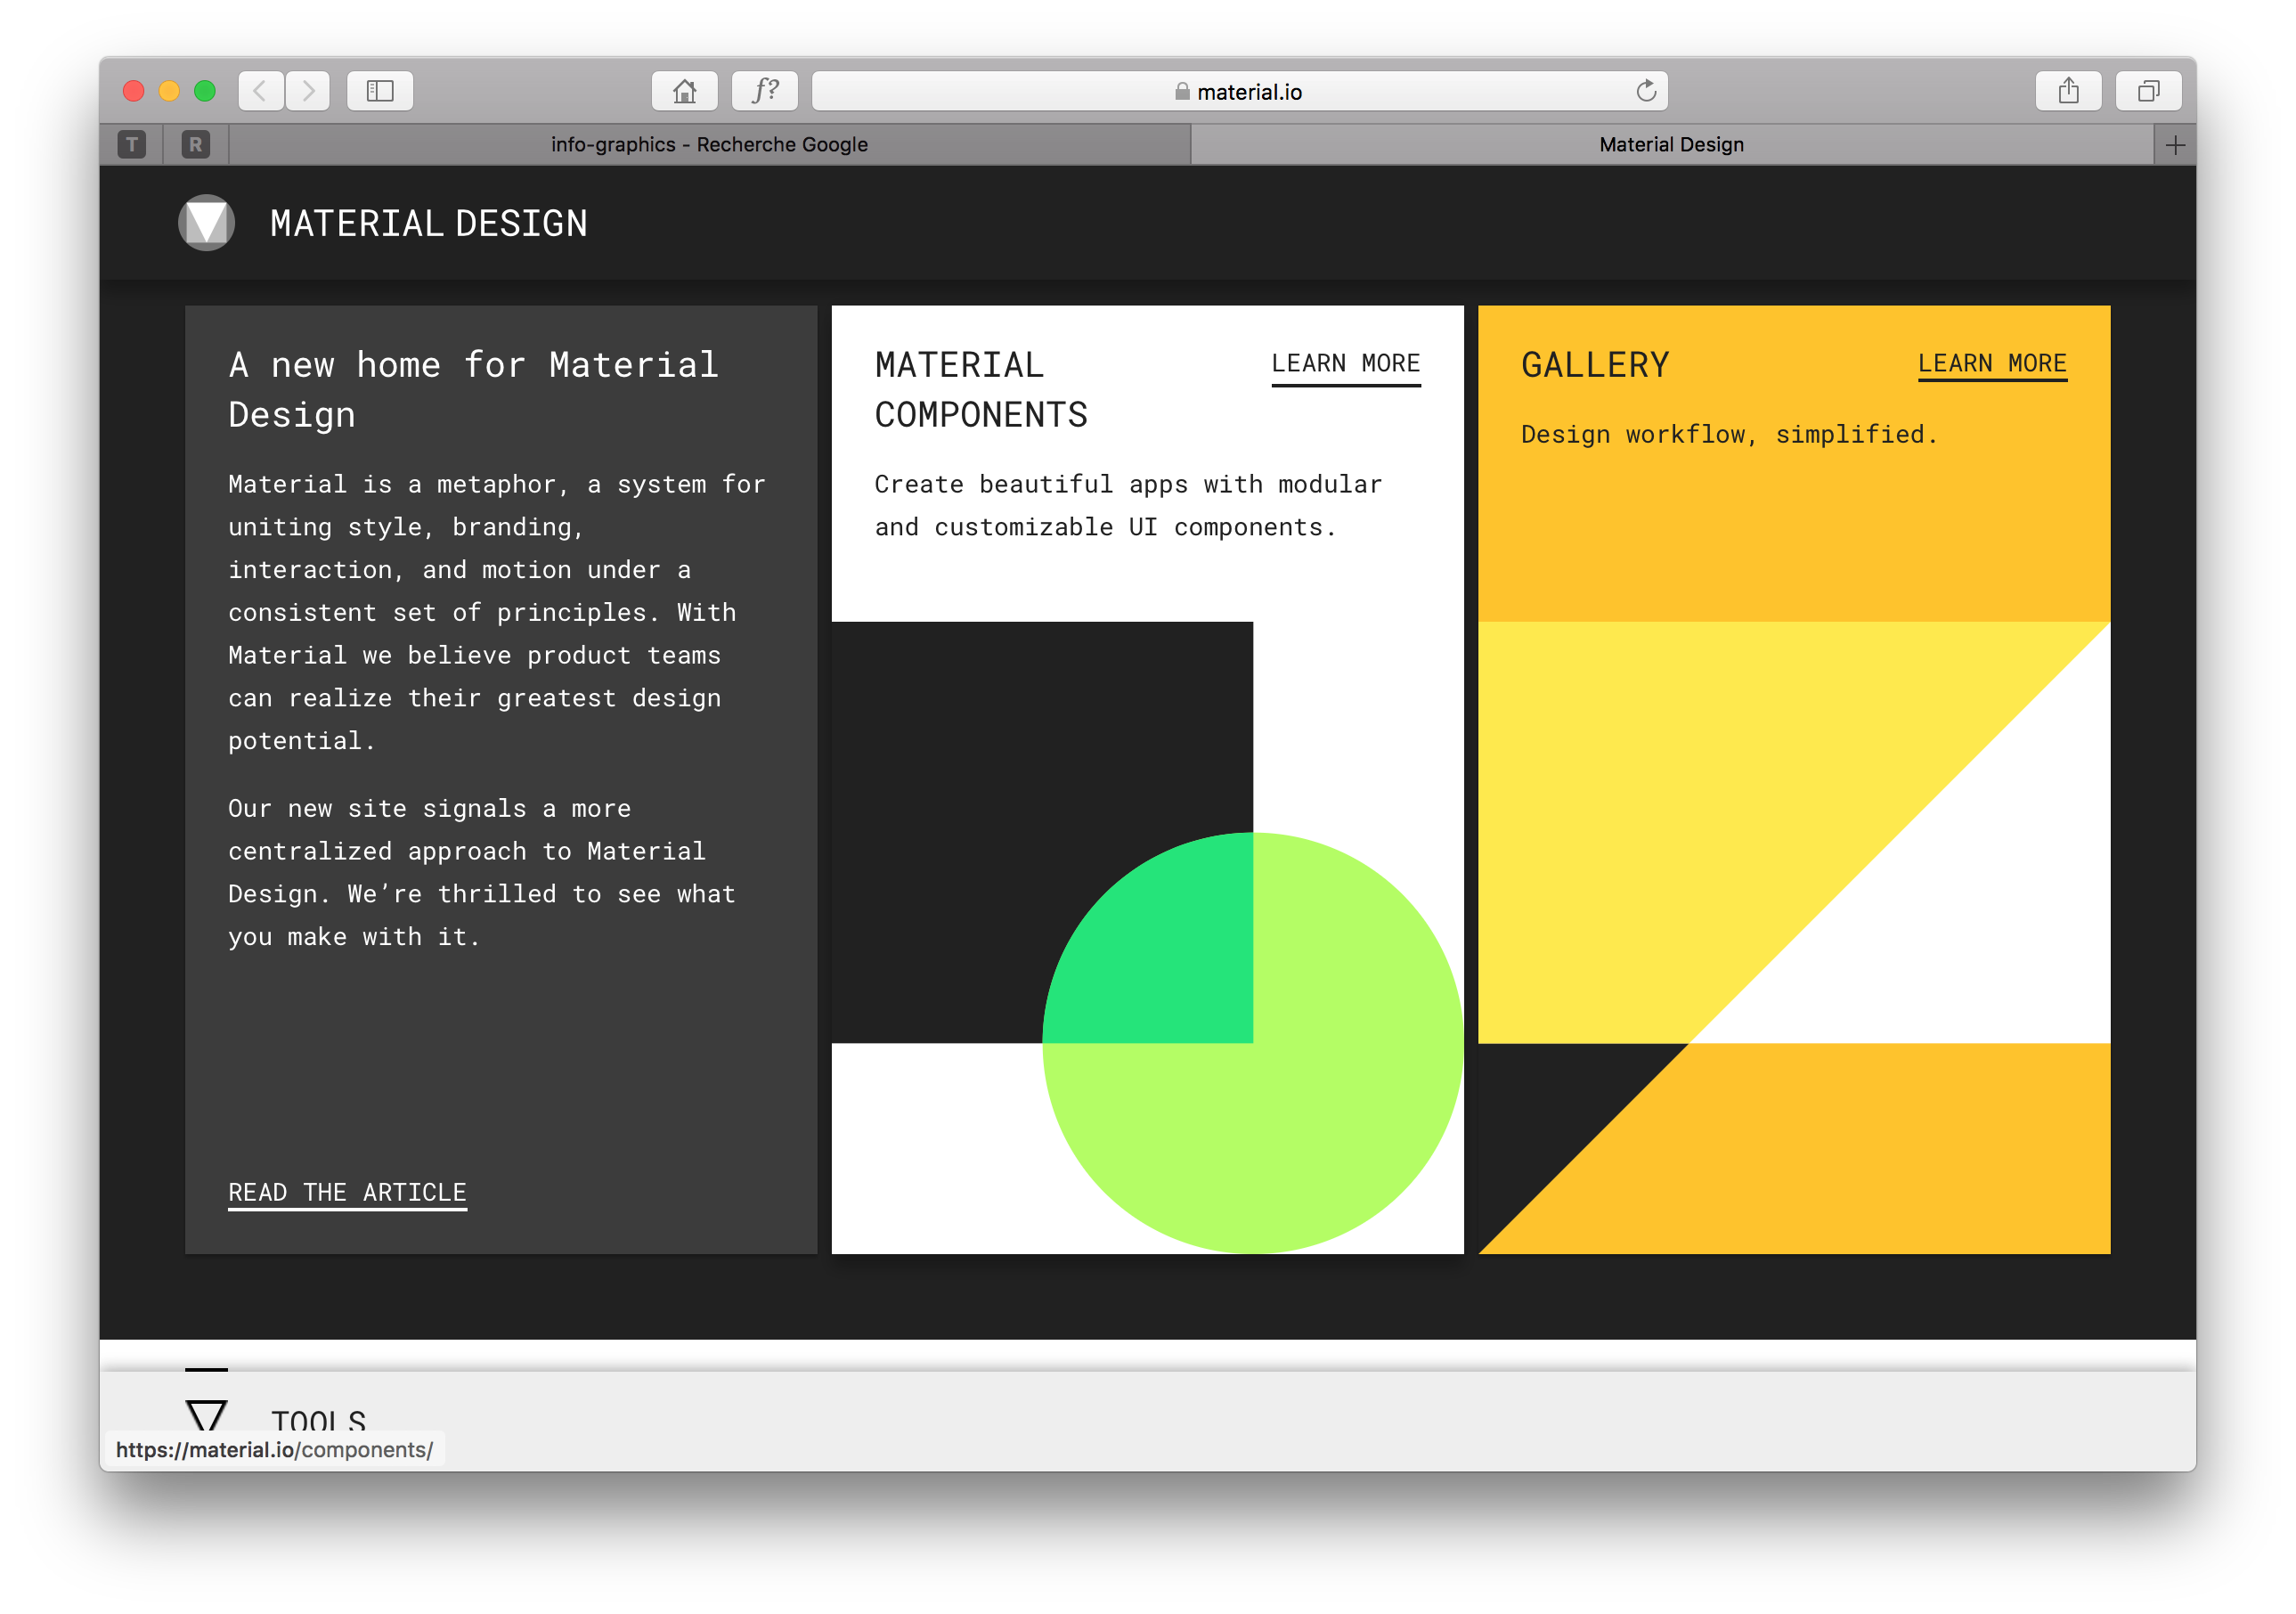 f?
material.io
T
R
info-graphics - Recherche Google
Material Design
MATERIAL DESIGN
A new home for Material
Design
Material is a metaphor, a system for
uniting style, branding,
interaction, and motion under a
consistent set of principles. With
Material we believe product teams
can realize their greatest design
potential.
Our new site signals a more
centralized approach to Material
Design. We’re thrilled to see what
you make with it.
READ THE ARTICLE
MATERIAL
COMPONENTS
LEARN MORE
Create beautiful apps with modular
and customizable UI components.
GALLERY
LEARN MORE
Design workflow, simplified.
TOOLS
https://material.io/components/